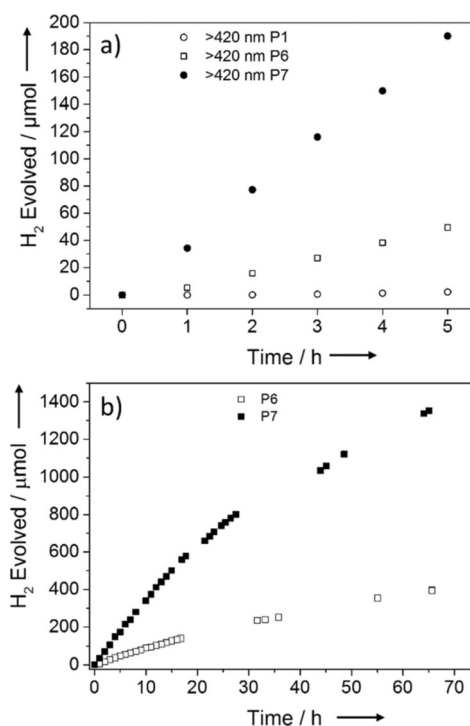 a)
>420 nm P1
>420 nm P6
>420 nm P7
H2 Evolved / μmol
200
180
160
140
120
100
80
60
40
20
0
0 1 2 3 4 5
Time / h
b)
P6
P7
H2 Evolved / μmol
1400
1200
1000
800
600
400
200
0
0 10 20 30 40 50 60 70
Time / h